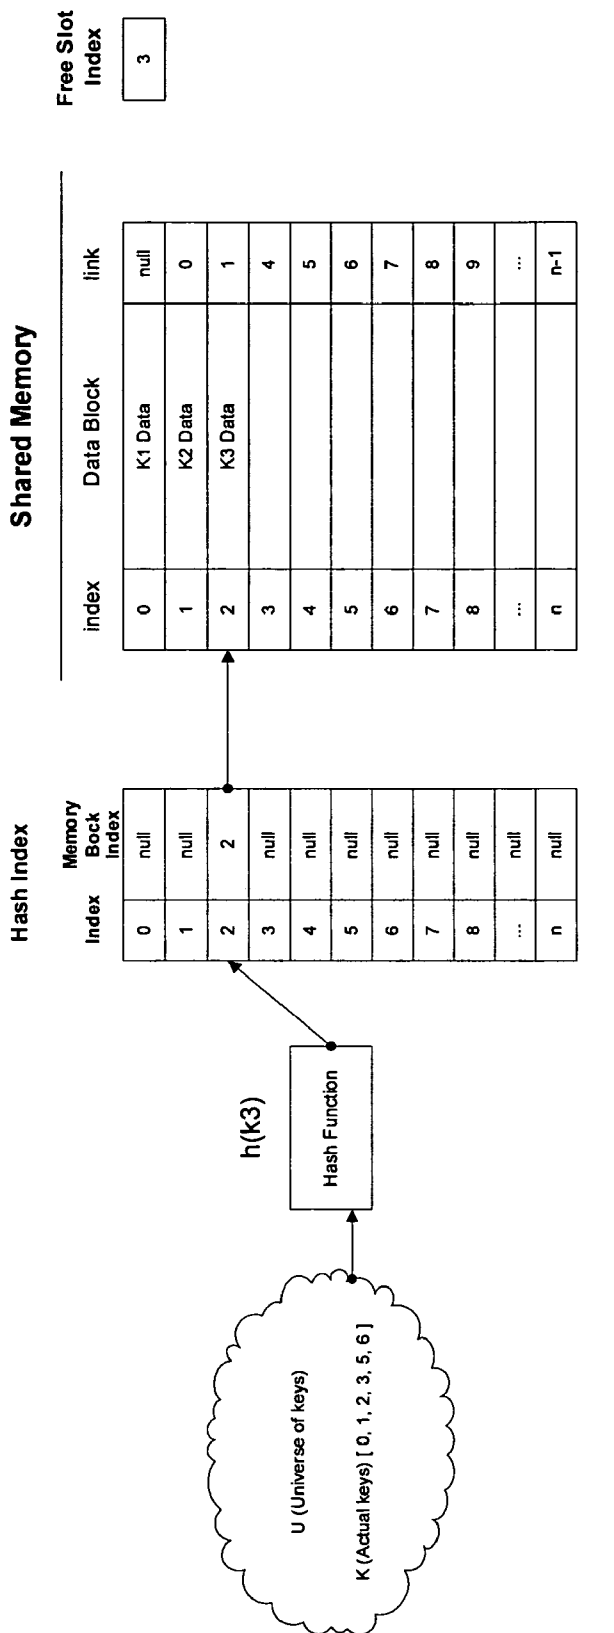 U (Universe of keys)
K (Actual keys) [ 0, 1, 2, 3, 5, 6 ]
h(k3)
Hash Function
Hash Index
Index
Memory
Bock
Index
0 null
1 null
2 2
3 null
4 null
5 null
6 null
7 null
8 null
... null
n null
Shared Memory
index Data Block link
0 K1 Data null
1 K2 Data 0
2 K3 Data 1
3 4
4 5
5 6
6 7
7 8
8 9
... ...
n n-1
Free Slot
Index
3